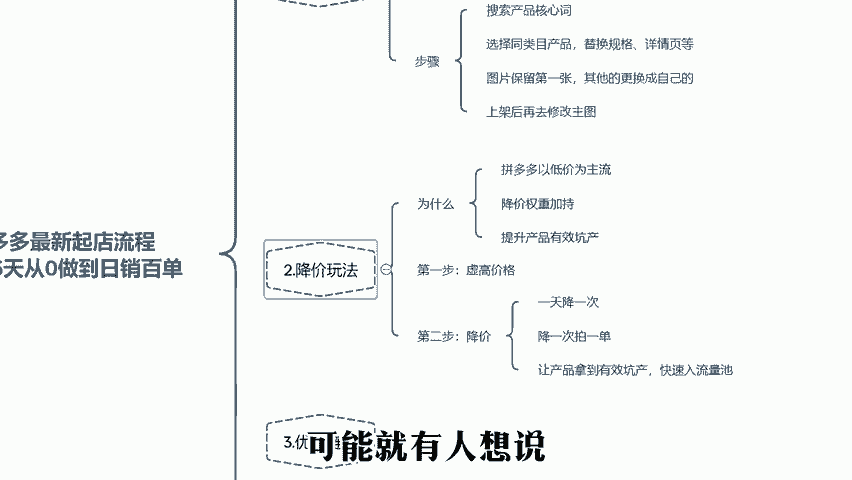 搜索产品核心词
选择同类目产品，替换规格、详情页等
步骤
图片保留第一张，其他的更换成自己的
上架后再去修改主图
拼多多以低价为主流
为什么
降价权重加持
提升产品有效坑产
多多最新起店流程
天从0做到日销百单
2.降价玩法
第一步：虚高价格
一天降一次
第二步：降价
降一次拍一单
让产品拿到有效坑产，快速入流量池
3.优
可能就有人想说